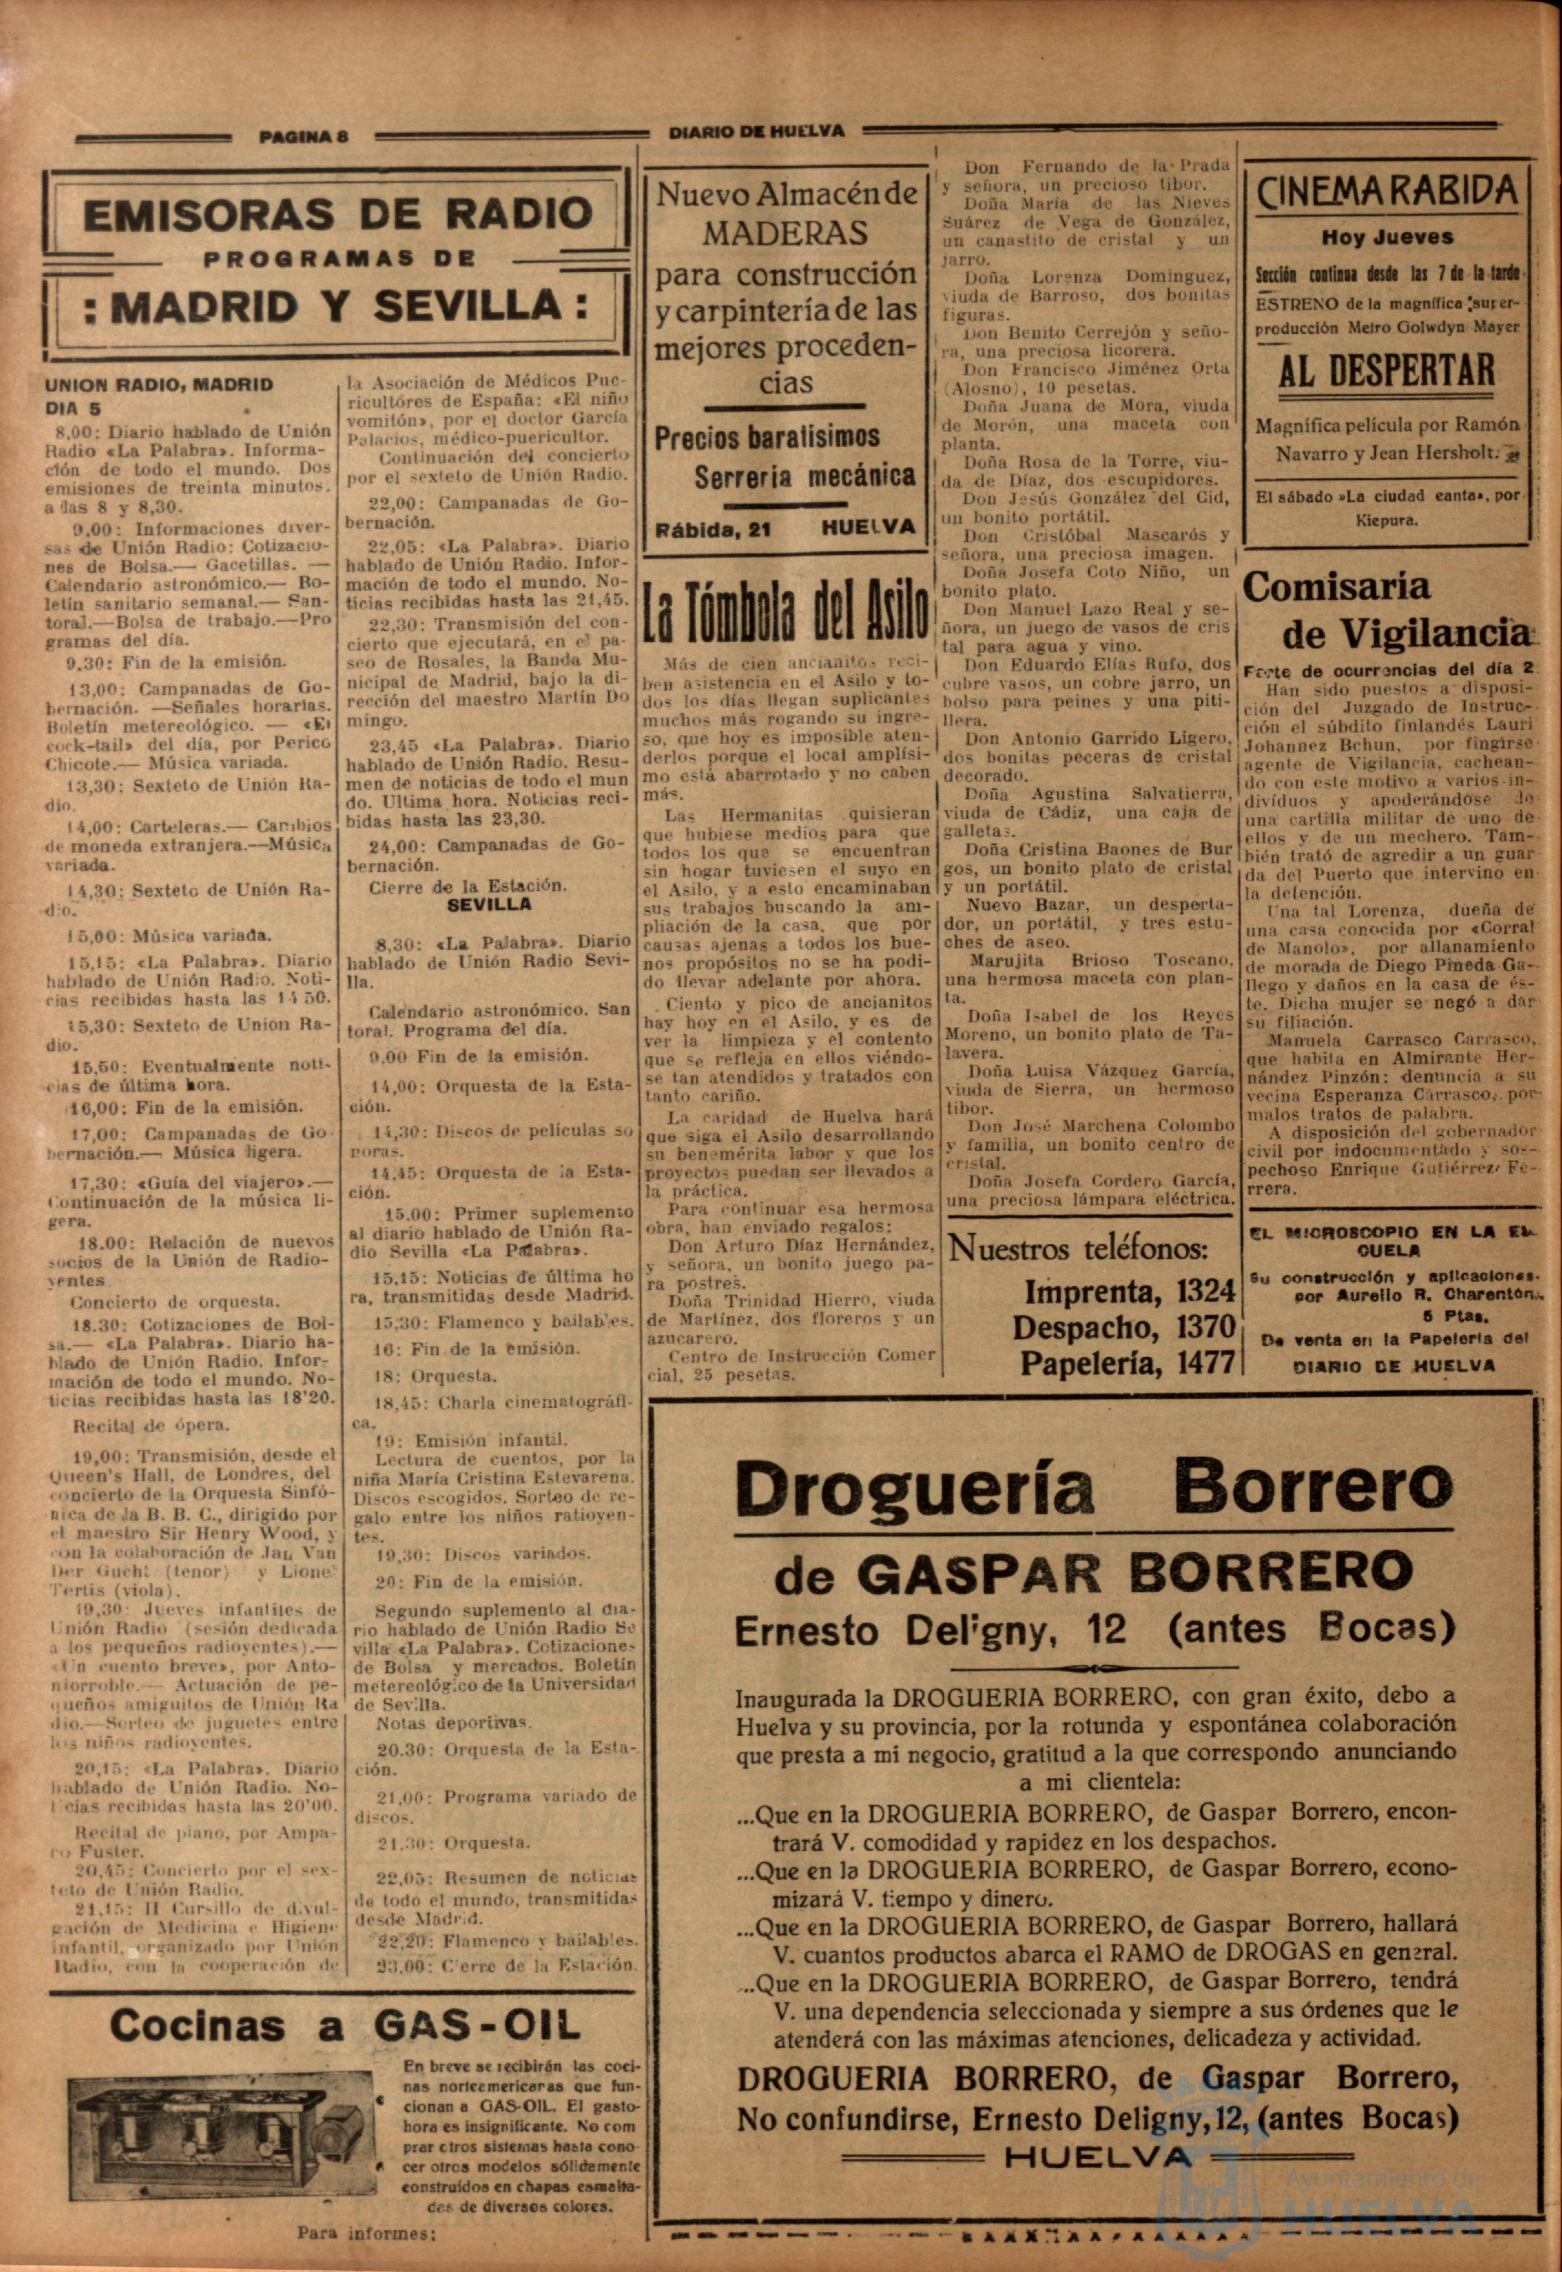 PAGINA 8
DIARIO DE HUELVA
EMISORAS DE RADIO
PROGRAMAS DE
: MADRID Y SEVILLA :
UNION RADIO, MADRID
DIA 5
8,00: Diario hablado de Unión
Radio «La Palabra». Informa-
ción de todo el mundo. Dos
emisiones de treinta minutos.
a las 8 y 8,30.
9,00: Informaciones diver-
sas de Unión Radio: Cotizacio-
nes de Bolsa.— Gacetillas. —
Calendario astronómico.— Bo-
letín sanitario semanal.— San-
toral.—Bolsa de trabajo.—Pro
gramas del día.
9,30: Fin de la emisión.
13,00: Campanadas de Go-
bernación. —Señales horarias.
Boletín metereológico. — «El
cock-tail» del día, por Perico
Chicote.— Música variada.
13,30: Sexteto de Unión Ra-
dio.
14,00: Carteleras.— Cambios
de moneda extranjera.—Música
variada.
14,30: Sexteto de Unión Ra-
dio.
15,00: Música variada.
15,15: «La Palabra». Diario
hablado de Unión Radio. Noti-
cias recibidas hasta las 14 50.
15,30: Sexteto de Union Ra-
dio.
15,50: Eventualmente noti-
cias de última hora.
16,00: Fin de la emisión.
17,00: Campanadas de Go-
bernación.— Música ligera.
17,30: «Guía del viajero».—
Continuación de la música li-
gera.
18.00: Relación de nuevos
socios de la Unión de Radio-
yentes
Concierto de orquesta.
18.30: Cotizaciones de Bol-
sa.— «La Palabra». Diario ha-
blado de Unión Radio. Infor-
mación de todo el mundo. No-
ticias recibidas hasta las 18'20.
Recital de ópera.
19,00: Transmisión, desde el
Queen's Hall, de Londres, del
concierto de la Orquesta Sinfó-
nica de la B. B. C., dirigido por
el maestro Sir Henry Wood, y
con la colaboración de Jan Van
Der Gucht (tenor) y Lione'
Tertis (viola).
19,30: Jueves infantiles de
Unión Radio (sesión dedicada
a los pequeños radioyentes).—
«Un cuento breve», por Anto-
niorroble.— Actuación de pe-
queños amiguitos de Unión Ra
dio.—Sorteo de juguetes entre
los niños radioyentes.
20,15: «La Palabra». Diario
hablado de Unión Radio. No-
ticias recibidas hasta las 20'00.
Recital de piano, por Ampa-
ro Fuster.
20,45: Concierto por el sex-
teto de Unión Radio.
21,15: II Cursillo de divul-
gación de Medicina e Higiene
infantil, organizado por Unión
Radio, con la cooperación de
la Asociación de Médicos Pue-
ricultores de España: «El niño
vomitón», por el doctor García
Palacios, médico-puericultor.
Continuación del concierto
por el sexteto de Unión Radio.
22,00: Campanadas de Go-
bernación.
22,05: «La Palabra». Diario
hablado de Unión Radio. Infor-
mación de todo el mundo. No-
ticias recibidas hasta las 21,45.
22,30: Transmisión del con-
cierto que ejecutará, en el pa-
seo de Rosales, la Banda Mu-
nicipal de Madrid, bajo la di-
rección del maestro Martín Do
mingo.
23,45 «La Palabra». Diario
hablado de Unión Radio. Resu-
men de noticias de todo el mun
do. Ultima hora. Noticias reci-
bidas hasta las 23,30.
24,00: Campanadas de Go-
bernación.
Cierre de la Estación.
SEVILLA
8,30: «La Palabra». Diario
hablado de Unión Radio Sevi-
lla.
Calendario astronómico. San
toral. Programa del día.
9,00 Fin de la emisión.
14,00: Orquesta de la Esta-
ción.
14,30: Discos de películas so
noras.
14,45: Orquesta de la Esta-
ción.
15.00: Primer suplemento
al diario hablado de Unión Ra
dio Sevilla «La Palabra».
15,15: Noticias de última ho
ra, transmitidas desde Madrid.
15,30: Flamenco y bailables.
16: Fin de la emisión.
18: Orquesta.
18,45: Charla cinematográfi-
ca.
19: Emisión infantil.
Lectura de cuentos, por la
niña María Cristina Estevarena.
Discos escogidos. Sorteo de re-
galo entre los niños ratioyen-
tes.
19,30: Discos variados.
20: Fin de la emisión.
Segundo suplemento al dia-
rio hablado de Unión Radio Se
villa «La Palabra». Cotizaciones
de Bolsa y mercados. Boletín
metereológico de la Universidad
de Sevilla.
Notas deportivas.
20.30: Orquesta de la Esta-
ción.
21,00: Programa variado de
discos.
21.30: Orquesta.
22,05: Resumen de noticias
de todo el mundo, transmitidas
desde Madrid.
22,20: Flamenco y bailables.
23,00: Cierre de la Estación.
Cocinas a GAS-OIL
En breve se recibirán las coci-
nas norteamericaras que fun-
cionan a GAS-OIL. El gasto-
hora es insignificante. No com
prar otros sistemas hasta cono
cer otros modelos sólidamente
construídos en chapas esmalta-
das de diversos colores.
Para informes:
Nuevo Almacén de
MADERAS
para construcción
y carpintería de las
mejores proceden-
cias
Precios baratísimos
Serrería mecánica
Rábida, 21 HUELVA
La Tómbola del Asilo
Más de cien ancianitos reci-
ben asistencia en el Asilo y to-
dos los días llegan suplicantes
muchos más rogando su ingre-
so, que hoy es imposible aten-
derlos porque el local amplísi-
mo está abarrotado y no caben
más.
Las Hermanitas quisieran
que hubiese medios para que
todos los que se encuentran
sin hogar tuviesen el suyo en
el Asilo, y a esto encaminaban
sus trabajos buscando la am-
pliación de la casa, que por
causas ajenas a todos los bue-
nos propósitos no se ha podi-
do llevar adelante por ahora.
Ciento y pico de ancianitos
hay hoy en el Asilo, y es de
ver la limpieza y el contento
que se refleja en ellos viéndo-
se tan atendidos y tratados con
tanto cariño.
La caridad de Huelva hará
que siga el Asilo desarrollando
su benemérita labor y que los
proyectos puedan ser llevados a
la práctica.
Para continuar esa hermosa
obra, han enviado regalos:
Don Arturo Díaz Hernández,
y señora, un bonito juego pa-
ra postres.
Doña Trinidad Hierro, viuda
de Martínez, dos floreros y un
azucarero.
Centro de Instrucción Comer
cial, 25 pesetas.
Don Fernando de la Prada
y señora, un precioso tibor.
Doña María de las Nieves
Suárez de Vega de González,
un canastito de cristal y un
jarro.
Doña Lorenza Domínguez,
viuda de Barroso, dos bonitas
figuras.
Don Benito Cerrejón y seño-
ra, una preciosa licorera.
Don Francisco Jiménez Orta
(Alosno), 10 pesetas.
Doña Juana de Mora, viuda
de Morón, una maceta con
planta.
Doña Rosa de la Torre, viu-
da de Díaz, dos escupidores.
Don Jesús González del Cid,
un bonito portátil.
Don Cristóbal Mascarós y
señora, una preciosa imagen.
Doña Josefa Coto Niño, un
bonito plato.
Don Manuel Lazo Real y se-
ñora, un juego de vasos de cris
tal para agua y vino.
Don Eduardo Elías Rufo, dos
cubre vasos, un cobre jarro, un
bolso para peines y una piti-
llera.
Don Antonio Garrido Ligero,
dos bonitas peceras de cristal
decorado.
Doña Agustina Salvatierra,
viuda de Cádiz, una caja de
galletas.
Doña Cristina Baones de Bur
gos, un bonito plato de cristal
y un portátil.
Nuevo Bazar, un desperta-
dor, un portátil, y tres estu-
ches de aseo.
Marujita Brioso Toscano,
una hermosa maceta con plan-
ta.
Doña Isabel de los Reyes
Moreno, un bonito plato de Ta-
lavera.
Doña Luisa Vázquez García,
viuda de Sierra, un hermoso
tibor.
Don José Marchena Colombo
y familia, un bonito centro de
cristal.
Doña Josefa Cordero García,
una preciosa lámpara eléctrica.
Nuestros teléfonos:
Imprenta, 1324
Despacho, 1370
Papelería, 1477
CINEMA RABIDA
Hoy Jueves
Sección continua desde las 7 de la tarde
ESTRENO de la magnífica super-
producción Metro Golwdyn Mayer
AL DESPERTAR
Magnífica película por Ramón
Navarro y Jean Hersholt.
El sábado »La ciudad canta», por
Kiepura.
Comisaría
de Vigilancia
Parte de ocurrencias del día 2
Han sido puestos a disposi-
ción del Juzgado de Instruc-
ción el súbdito finlandés Lauri
Johannez Bchun, por fingirse
agente de Vigilancia, cachean-
do con este motivo a varios in-
divíduos y apoderándose de
una cartilla militar de uno de
ellos y de un mechero. Tam-
bién trató de agredir a un guar
da del Puerto que intervino en
la detención.
Una tal Lorenza, dueña de
una casa conocida por «Corral
de Manolo», por allanamiento
de morada de Diego Pineda Ga-
llego y daños en la casa de és-
te. Dicha mujer se negó a dar
su filiación.
Manuela Carrasco Carrasco,
que habita en Almirante Her-
nández Pinzón: denuncia a su
vecina Esperanza Carrasco, por
malos tratos de palabra.
A disposición del gobernador
civil por indocumentado y sos-
pechoso Enrique Gutiérrez Fe-
rrera.
EL MICROSCOPIO EN LA ES-
CUELA
Su construcción y aplicaciones.
por Aurelio R. Charentón.
5 Ptas.
De venta en la Papelería del
DIARIO DE HUELVA
Droguería Borrero
de GASPAR BORRERO
Ernesto Deligny, 12 (antes Bocas)
Inaugurada la DROGUERIA BORRERO, con gran éxito, debo a
Huelva y su provincia, por la rotunda y espontánea colaboración
que presta a mi negocio, gratitud a la que correspondo anunciando
a mi clientela:
...Que en la DROGUERIA BORRERO, de Gaspar Borrero, encon-
trará V. comodidad y rapidez en los despachos.
...Que en la DROGUERIA BORRERO, de Gaspar Borrero, econo-
mizará V. tiempo y dinero.
...Que en la DROGUERIA BORRERO, de Gaspar Borrero, hallará
V. cuantos productos abarca el RAMO de DROGAS en general.
...Que en la DROGUERIA BORRERO, de Gaspar Borrero, tendrá
V. una dependencia seleccionada y siempre a sus órdenes que le
atenderá con las máximas atenciones, delicadeza y actividad.
DROGUERIA BORRERO, de Gaspar Borrero,
No confundirse, Ernesto Deligny, 12, (antes Bocas)
HUELVA
Ayuntamiento de
HUELVA